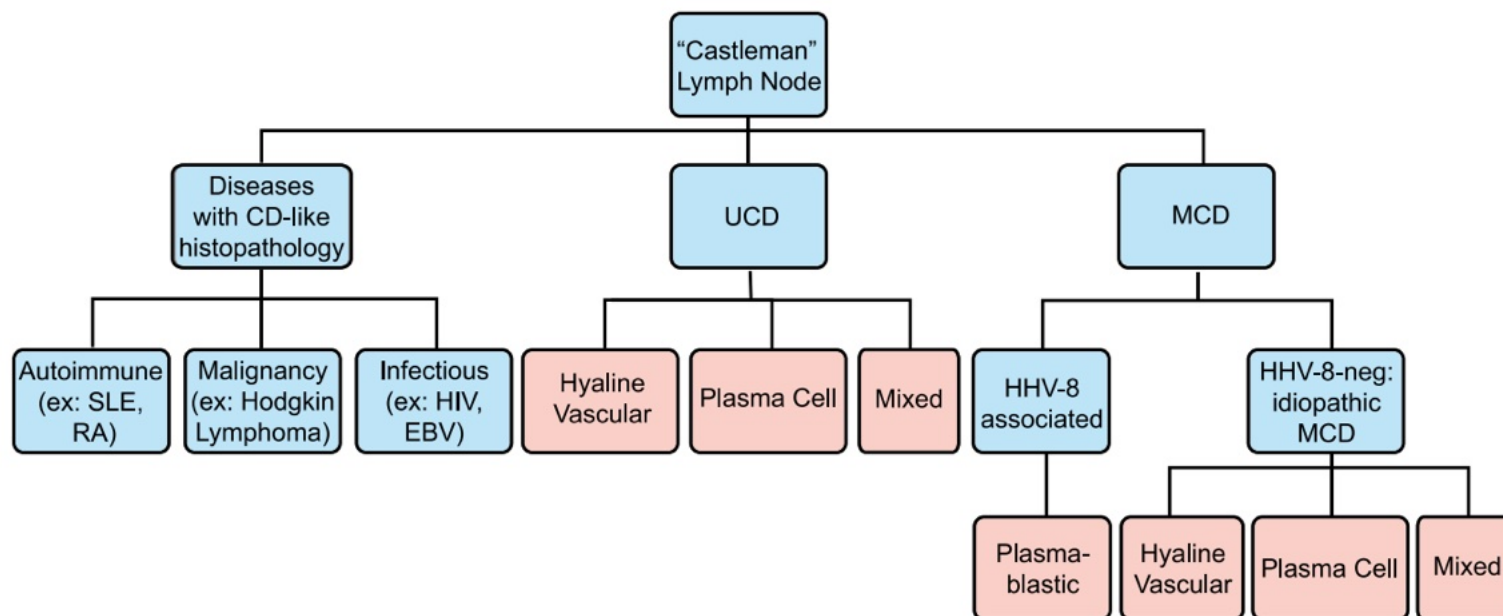 “Castleman”
Lymph Node
Diseases
with CD-like
histopathology
UCD
MCD
Autoimmune
(ex: SLE,
RA)
Malignancy
(ex: Hodgkin
Lymphoma)
Infectious
(ex: HIV,
EBV)
Hyaline
Vascular
Plasma Cell
Mixed
HHV-8
associated
HHV-8-neg:
idiopathic
MCD
Plasma-
blastic
Hyaline
Vascular
Plasma Cell
Mixed